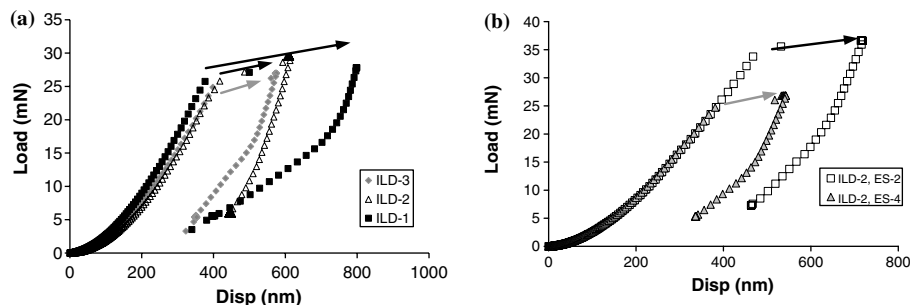 (a)
35
30
25
20
15
10
5
0
Load (mN)
0 200 400 600 800 1000
Disp (nm)
ILD-3
ILD-2
ILD-1
(b)
40
35
30
25
20
15
10
5
0
Load (mN)
0 200 400 600 800
Disp (nm)
ILD-2, ES-2
ILD-2, ES-4